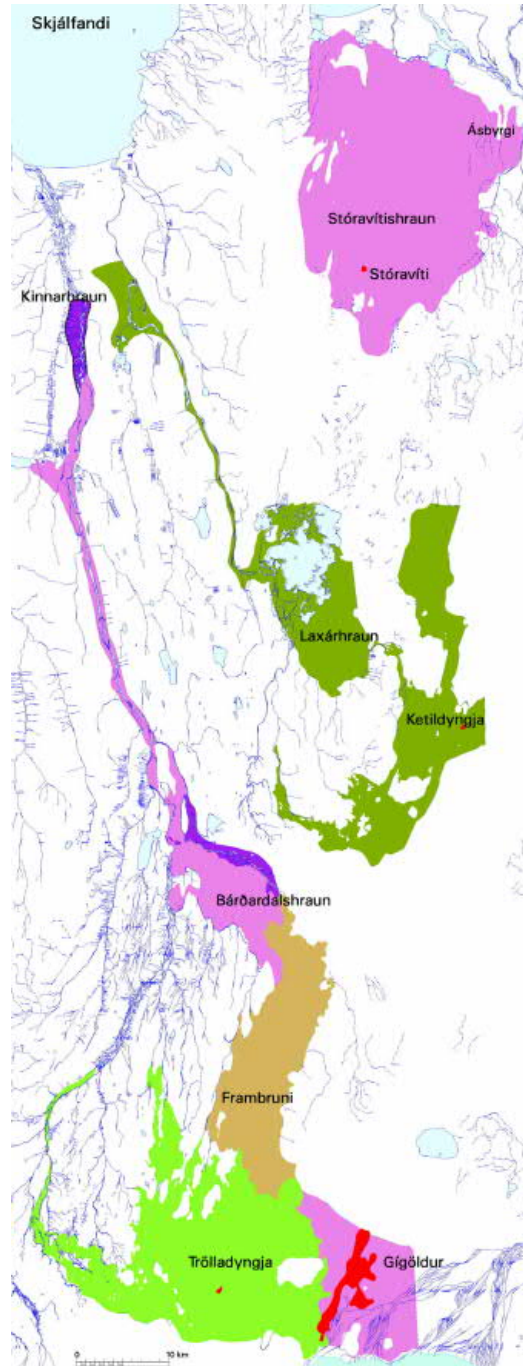 Skjálfandi
Ásbyrgi
Stóravítishraun
Stóravíti
Kinnarhraun
Laxárhraun
Ketildyngja
Bárðardalshraun
Frambruni
Trölladyngja
Gígöldur
0
10 km